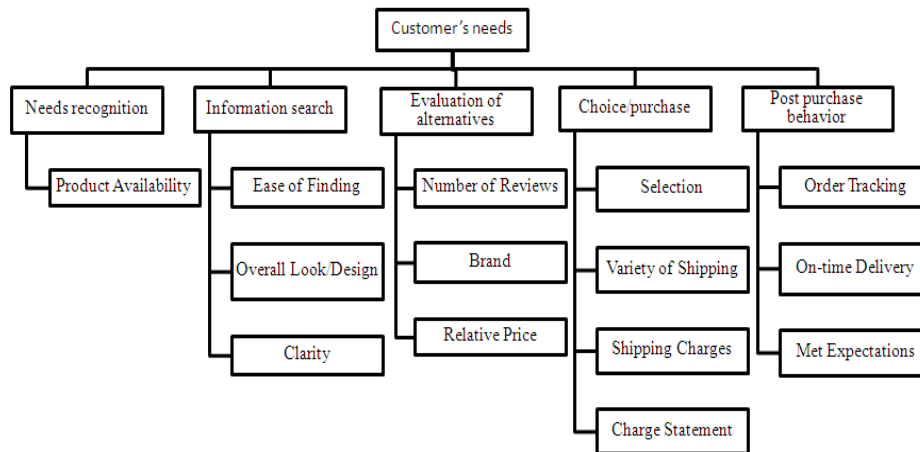 Customer's needs
Needs recognition
Information search
Evaluation of
alternatives
Choice/purchase
Post purchase
behavior
Product Availability
Ease of Finding
Number of Reviews
Selection
Order Tracking
Overall Look/Design
Brand
Variety of Shipping
On-time Delivery
Clarity
Relative Price
Shipping Charges
Met Expectations
Charge Statement